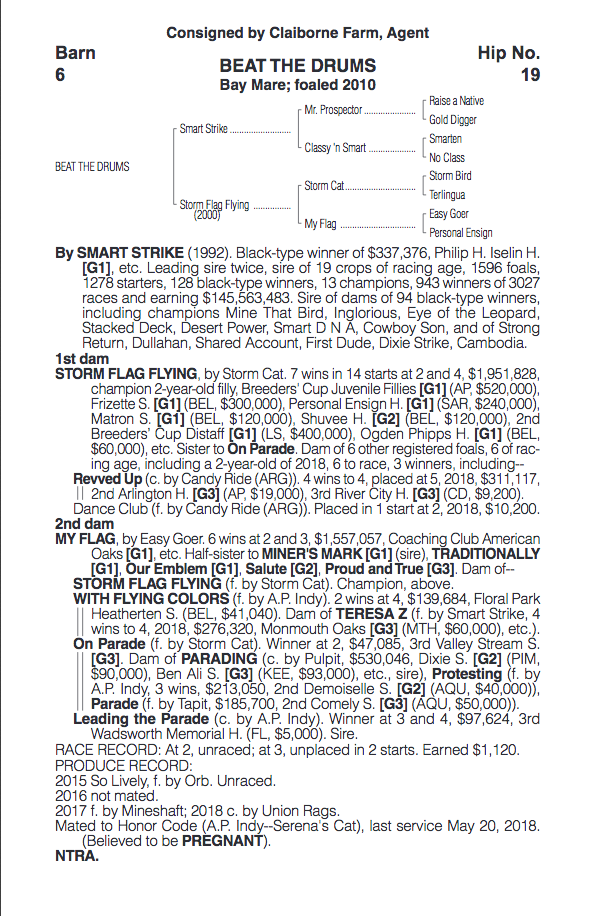 Consigned by Claiborne Farm, Agent
Barn
6
Hip No.
19
BEAT THE DRUMS
Bay Mare; foaled 2010
BEAT THE DRUMS
Smart Strike ..........................
Storm Flag Flying ................
(2000)
Mr. Prospector ......................
Classy 'n Smart ....................
Storm Cat..............................
My Flag ................................
Raise a Native
Gold Digger
Smarten
No Class
Storm Bird
Terlingua
Easy Goer
Personal Ensign
By SMART STRIKE (1992). Black-type winner of $337,376, Philip H. Iselin H.
[G1], etc. Leading sire twice, sire of 19 crops of racing age, 1596 foals,
1278 starters, 128 black-type winners, 13 champions, 943 winners of 3027
races and earning $145,563,483. Sire of dams of 94 black-type winners,
including champions Mine That Bird, Inglorious, Eye of the Leopard,
Stacked Deck, Desert Power, Smart D N A, Cowboy Son, and of Strong
Return, Dullahan, Shared Account, First Dude, Dixie Strike, Cambodia.
1st dam
STORM FLAG FLYING, by Storm Cat. 7 wins in 14 starts at 2 and 4, $1,951,828,
champion 2-year-old filly, Breeders' Cup Juvenile Fillies [G1] (AP, $520,000),
Frizette S. [G1] (BEL, $300,000), Personal Ensign H. [G1] (SAR, $240,000),
Matron S. [G1] (BEL, $120,000), Shuvee H. [G2] (BEL, $120,000), 2nd
Breeders' Cup Distaff [G1] (LS, $400,000), Ogden Phipps H. [G1] (BEL,
$60,000), etc. Sister to On Parade. Dam of 6 other registered foals, 6 of rac-
ing age, including a 2-year-old of 2018, 6 to race, 3 winners, including--
Revved Up (c. by Candy Ride (ARG)). 4 wins to 4, placed at 5, 2018, $311,117,
2nd Arlington H. [G3] (AP, $19,000), 3rd River City H. [G3] (CD, $9,200).
Dance Club (f. by Candy Ride (ARG)). Placed in 1 start at 2, 2018, $10,200.
2nd dam
MY FLAG, by Easy Goer. 6 wins at 2 and 3, $1,557,057, Coaching Club American
Oaks [G1], etc. Half-sister to MINER'S MARK [G1] (sire), TRADITIONALLY
[G1], Our Emblem [G1], Salute [G2], Proud and True [G3]. Dam of--
STORM FLAG FLYING (f. by Storm Cat). Champion, above.
WITH FLYING COLORS (f. by A.P. Indy). 2 wins at 4, $139,684, Floral Park
Heatherten S. (BEL, $41,040). Dam of TERESA Z (f. by Smart Strike, 4
wins to 4, 2018, $276,320, Monmouth Oaks [G3] (MTH, $60,000), etc.).
On Parade (f. by Storm Cat). Winner at 2, $47,085, 3rd Valley Stream S.
[G3]. Dam of PARADING (c. by Pulpit, $530,046, Dixie S. [G2] (PIM,
$90,000), Ben Ali S. [G3] (KEE, $93,000), etc., sire), Protesting (f. by
A.P. Indy, 3 wins, $213,050, 2nd Demoiselle S. [G2] (AQU, $40,000)),
Parade (f. by Tapit, $185,700, 2nd Comely S. [G3] (AQU, $50,000)).
Leading the Parade (c. by A.P. Indy). Winner at 3 and 4, $97,624, 3rd
Wadsworth Memorial H. (FL, $5,000). Sire.
RACE RECORD: At 2, unraced; at 3, unplaced in 2 starts. Earned $1,120.
PRODUCE RECORD:
2015 So Lively, f. by Orb. Unraced.
2016 not mated.
2017 f. by Mineshaft; 2018 c. by Union Rags.
Mated to Honor Code (A.P. Indy--Serena's Cat), last service May 20, 2018.
(Believed to be PREGNANT).
NTRA.